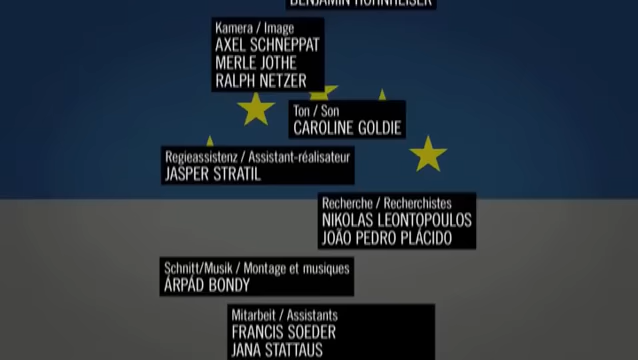 Kamera / Image
AXEL SCHNEPPAT
MERLE JOTHE
RALPH NETZER
Ton / Son
CAROLINE GOLDIE
Regieassistenz / Assistant-réalisateur
JASPER STRATIL
Recherche / Recherchistes
NIKOLAS LEONTOPOULOS
JOÃO PEDRO PLÁCIDO
Schnitt/Musik / Montage et musiques
ÁRPÁD BONDY
Mitarbeit / Assistants
FRANCIS SOEDER
JANA STATTAUS